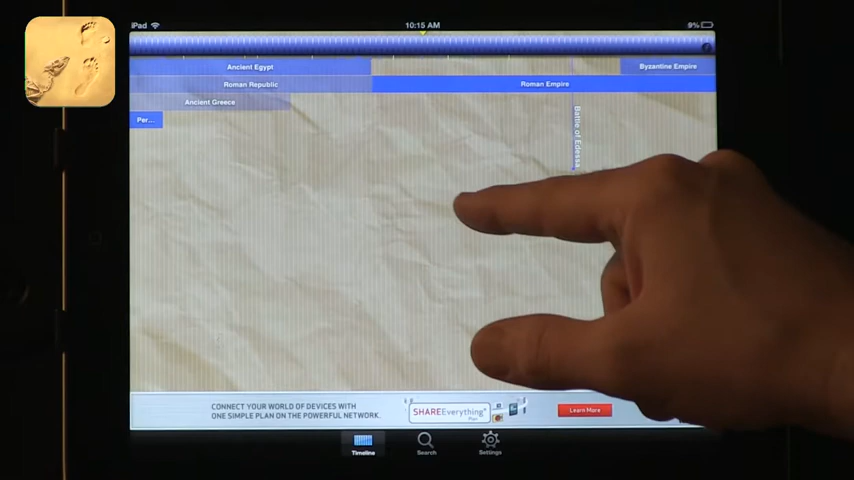 iPad
10:15 AM
9%
Ancient Egypt
Byzantine Empire
Roman Republic
Roman Empire
Ancient Greece
Per...
Battle of Edessa
CONNECT YOUR WORLD OF DEVICES WITH
ONE SIMPLE PLAN ON THE POWERFUL NETWORK.
SHAREEverything
Plan
Learn More
Timeline
Search
Settings